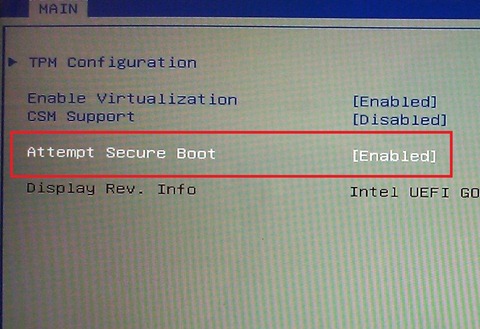 MAIN
TPM Configuration
Enable Virtualization [Enabled]
CSM Support [Disabled]
Attempt Secure Boot [Enabled]
Display Rev. Info Intel UEFI GO